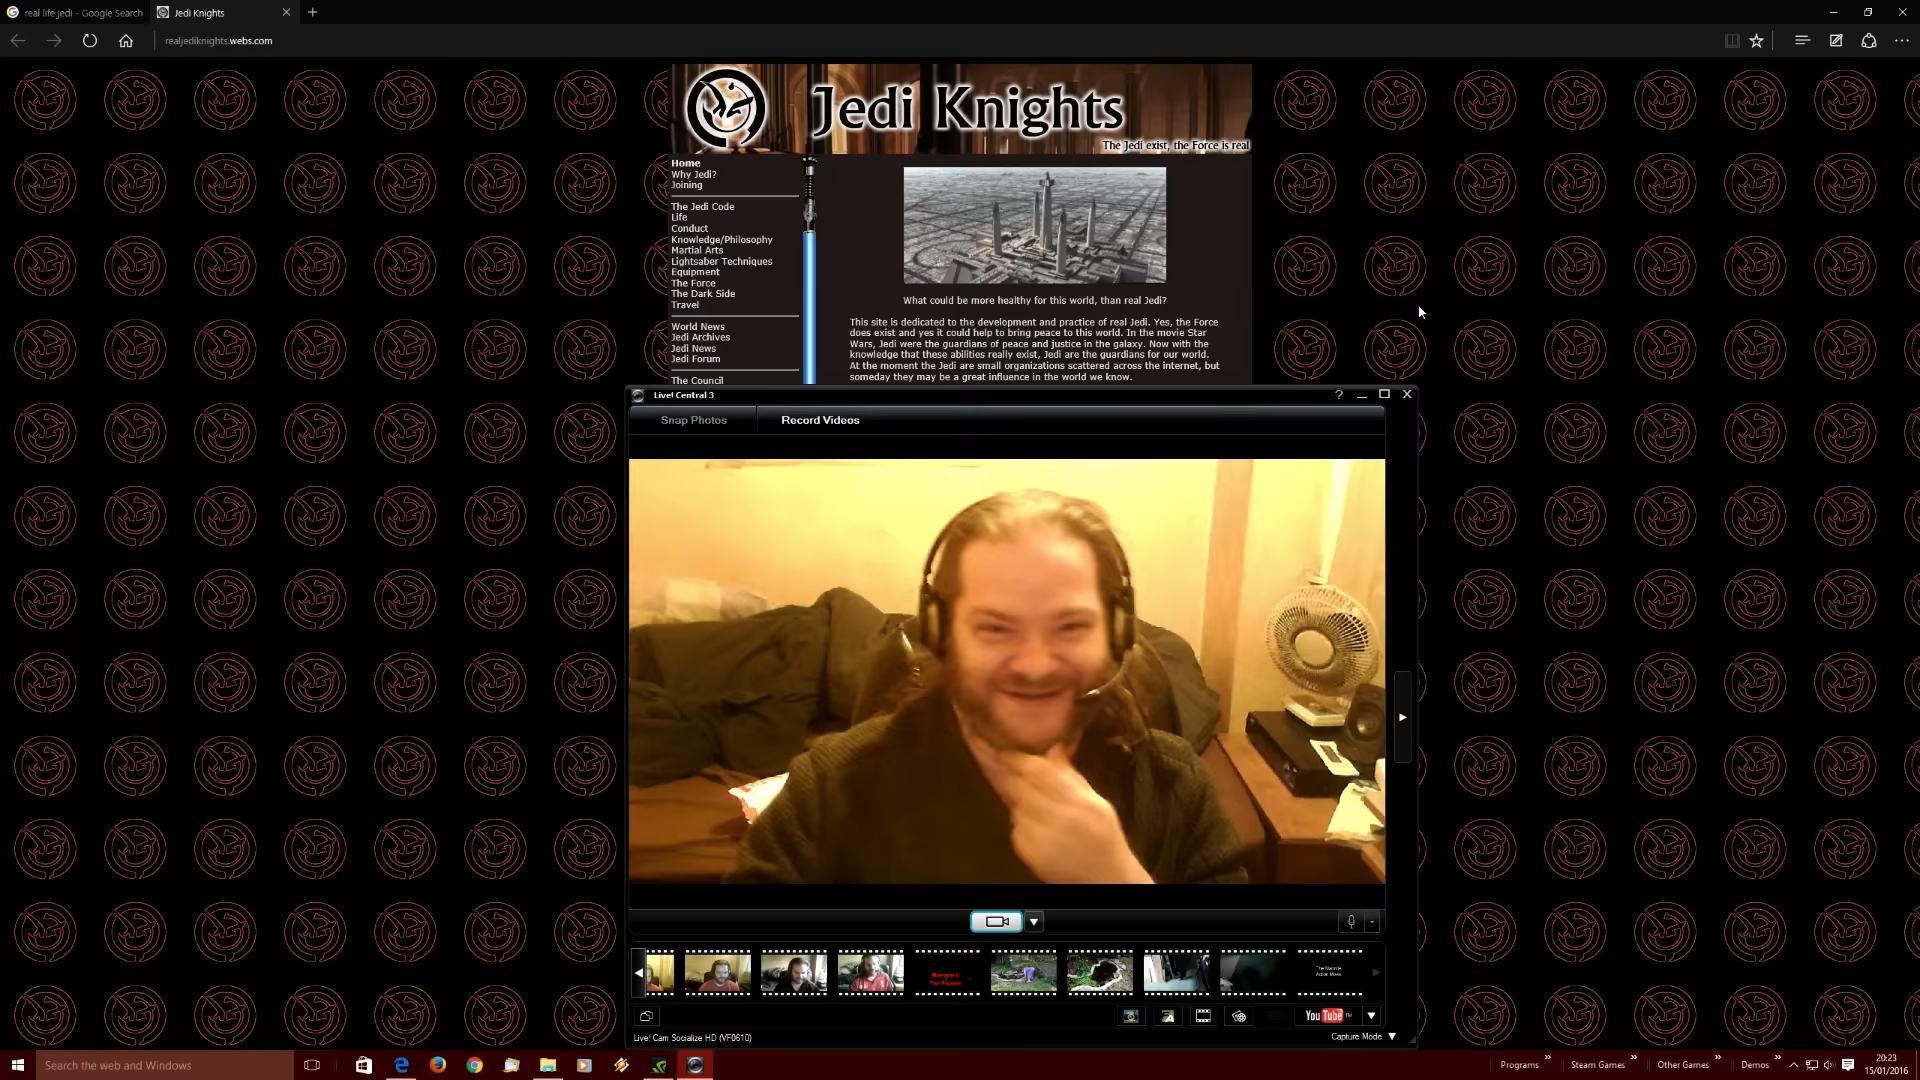 real life jedi - Google Search
Jedi Knights
realjediknights.webs.com
Jedi Knights
The Jedi exist, the Force is real
Home
Why Jedi?
Joining
The Jedi Code
Life
Conduct
Knowledge/Philosophy
Martial Arts
Lightsaber Techniques
Equipment
The Force
The Dark Side
Travel
World News
Jedi Archives
Jedi News
Jedi Forum
The Council
What could be more healthy for this world, than real Jedi?
This site is dedicated to the development and practice of real Jedi. Yes, the Force
does exist and yes it could help to bring peace to this world. In the movie Star
Wars, Jedi were the guardians of peace and justice in the galaxy. Now with the
knowledge that these abilities really exist, Jedi are the guardians for our world.
At the moment the Jedi are small organizations scattered across the internet, but
someday they may be a great influence in the world we know.
Live! Central 3
Snap Photos
Record Videos
The Marmite
Action Movie
YouTube™
Live! Cam Socialize HD (VF0610)
Capture Mode
Search the web and Windows
Programs
Steam Games
Other Games
Demos
20:23
15/01/2016